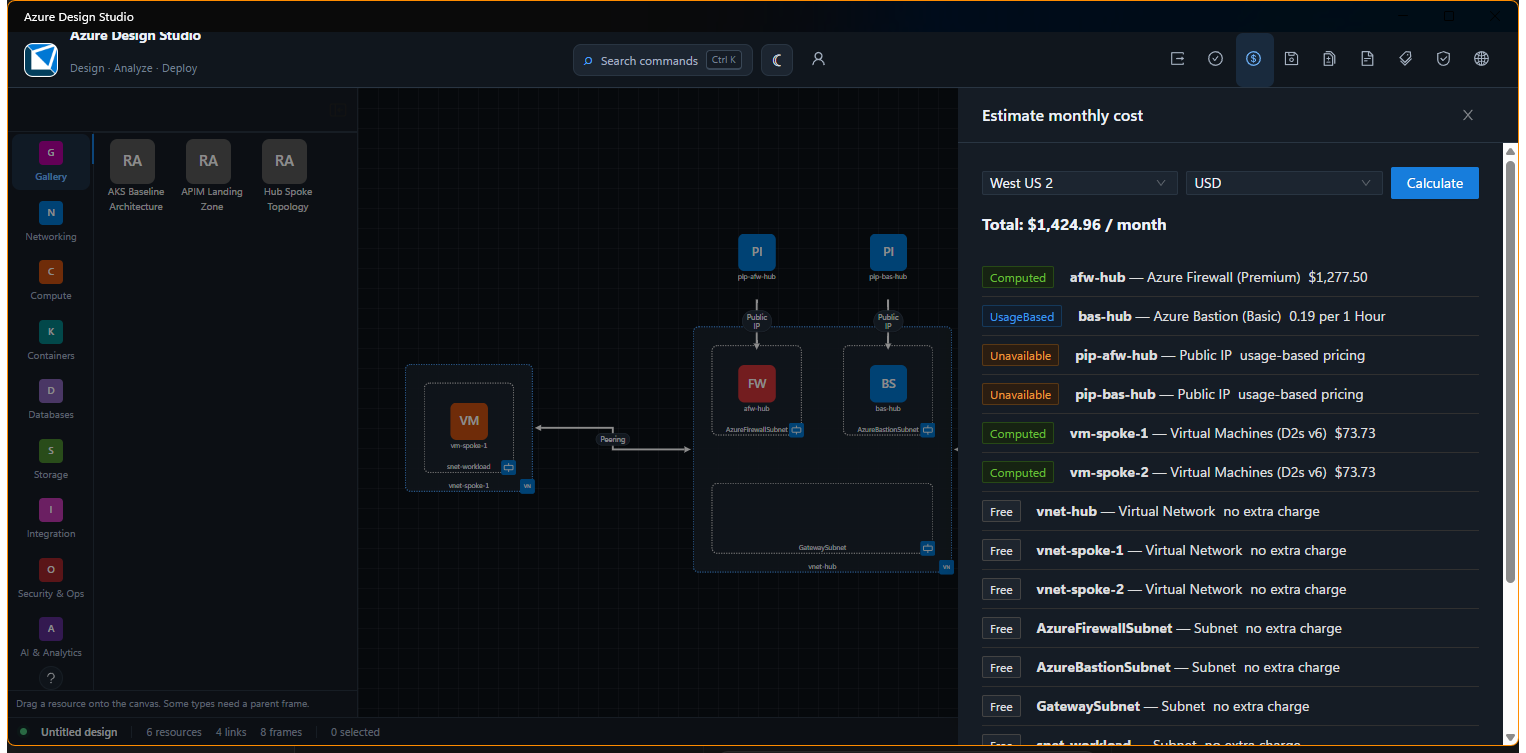 Azure Design Studio
Azure Design Studio
Design · Analyze · Deploy
Search commands Ctrl K
Estimate monthly cost
West US 2 USD Calculate
Total: $1,424.96 / month
Computed afw-hub — Azure Firewall (Premium) $1,277.50
UsageBased bas-hub — Azure Bastion (Basic) 0.19 per 1 Hour
Unavailable pip-afw-hub — Public IP usage-based pricing
Unavailable pip-bas-hub — Public IP usage-based pricing
Computed vm-spoke-1 — Virtual Machines (D2s v6) $73.73
Computed vm-spoke-2 — Virtual Machines (D2s v6) $73.73
Free vnet-hub — Virtual Network no extra charge
Free vnet-spoke-1 — Virtual Network no extra charge
Free vnet-spoke-2 — Virtual Network no extra charge
Free AzureFirewallSubnet — Subnet no extra charge
Free AzureBastionSubnet — Subnet no extra charge
Free GatewaySubnet — Subnet no extra charge
Free snet-workload — Subnet no extra charge
G
Gallery
N
Networking
C
Compute
K
Containers
D
Databases
S
Storage
I
Integration
O
Security & Ops
A
AI & Analytics
?
RA
AKS Baseline
Architecture
RA
APIM Landing
Zone
RA
Hub Spoke
Topology
PI
pip-afw-hub
PI
pip-bas-hub
Public
IP
Public
IP
FW
afw-hub
AzureFirewallSubnet
BS
bas-hub
AzureBastionSubnet
VM
vm-spoke-1
snet-workload
vnet-spoke-1
VN
Peering
GatewaySubnet
vnet-hub
VN
Drag a resource onto the canvas. Some types need a parent frame.
Untitled design 6 resources 4 links 8 frames 0 selected